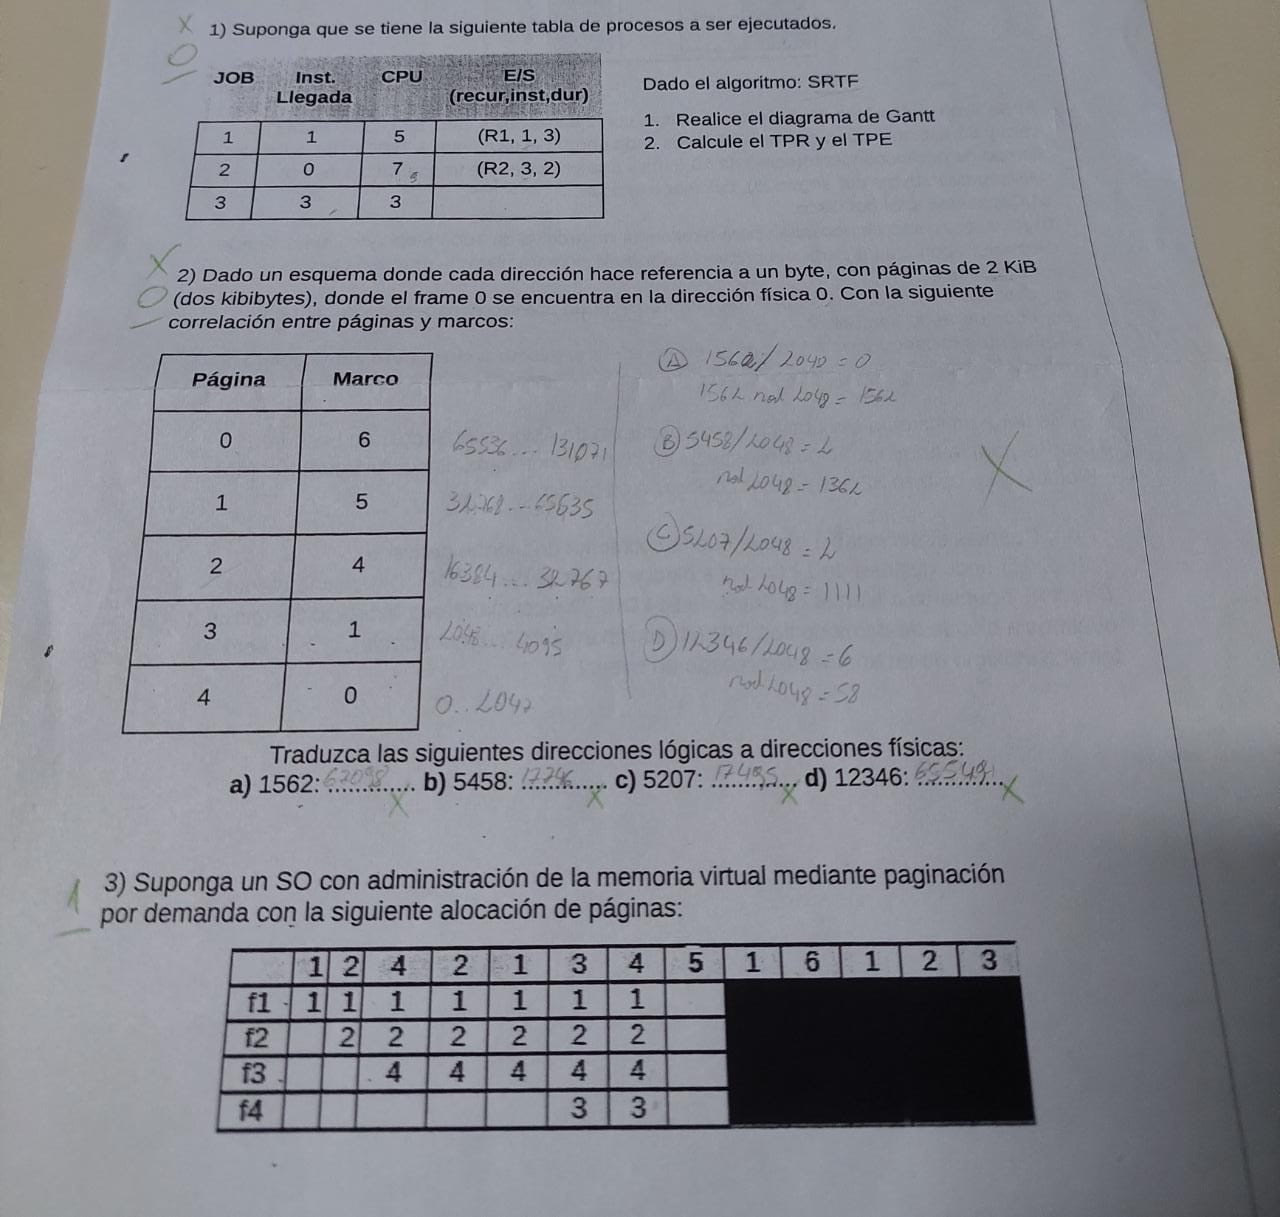 1) Suponga que se tiene la siguiente tabla de procesos a ser ejecutados.
JOB Inst. Llegada CPU E/S (recur,inst,dur)
1 1 5 (R1, 1, 3)
2 0 7 (R2, 3, 2)
3 3 3
Dado el algoritmo: SRTF
1. Realice el diagrama de Gantt
2. Calcule el TPR y el TPE
2) Dado un esquema donde cada dirección hace referencia a un byte, con páginas de 2 KiB
(dos kibibytes), donde el frame 0 se encuentra en la dirección física 0. Con la siguiente
correlación entre páginas y marcos:
Página Marco
0 6 65536... 131071
1 5 32768...65635
2 4 16384... 32767
3 1 2048... 4095
4 0 0.. 2047
A 1562/2048 = 0
1562 mod 2048 = 1562
B 5458/2048 = 2
mod 2048 = 1362
C 5207/2048 = 2
mod 2048 = 1111
D 12346/2048 = 6
mod 2048 = 58
X
Traduzca las siguientes direcciones lógicas a direcciones físicas:
a) 1562: 67098 b) 5458: 17746 c) 5207: 17495 d) 12346:
3) Suponga un SO con administración de la memoria virtual mediante paginación
por demanda con la siguiente alocación de páginas:
1 2 4 2 1 3 4 5 1 6 1 2 3
f1 1 1 1 1 1 1 1
f2 2 2 2 2 2 2
f3 4 4 4 4 4
f4 3 3